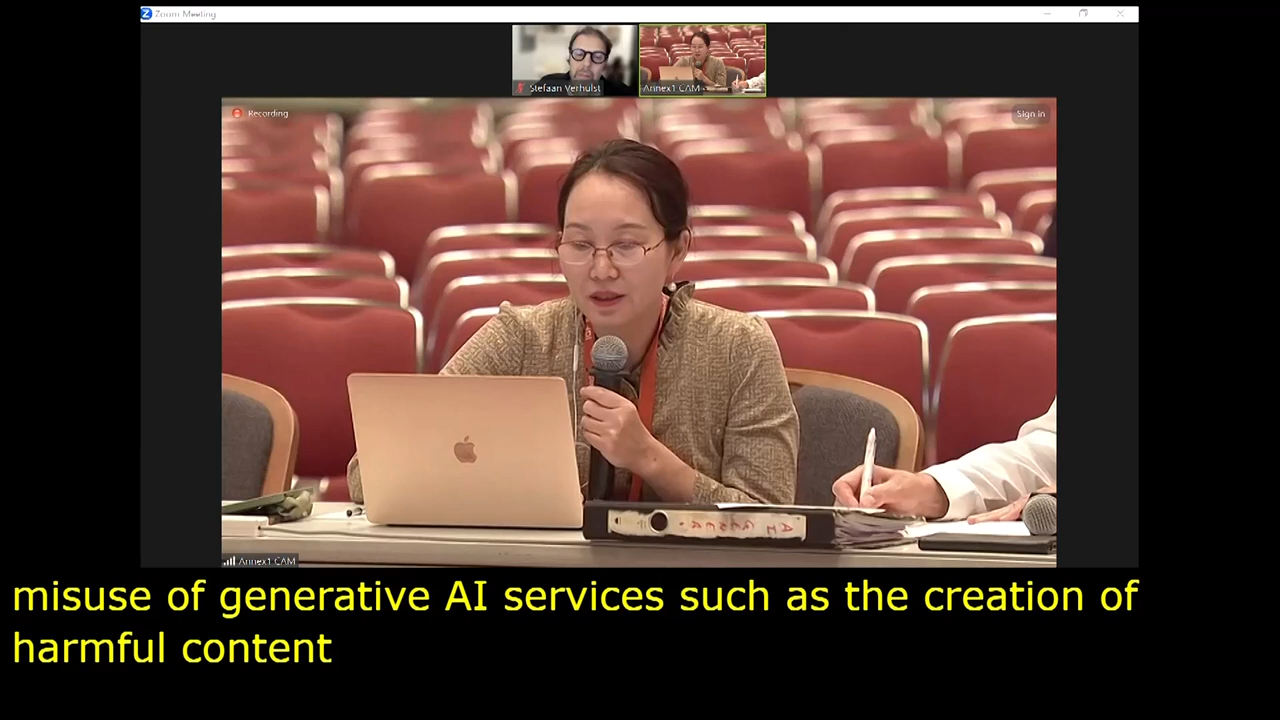 Zoom Meeting
Stefaan Verhulst
Annex1 CAM
Recording
Sign in
Annex1 CAM
misuse of generative AI services such as the creation of
harmful content